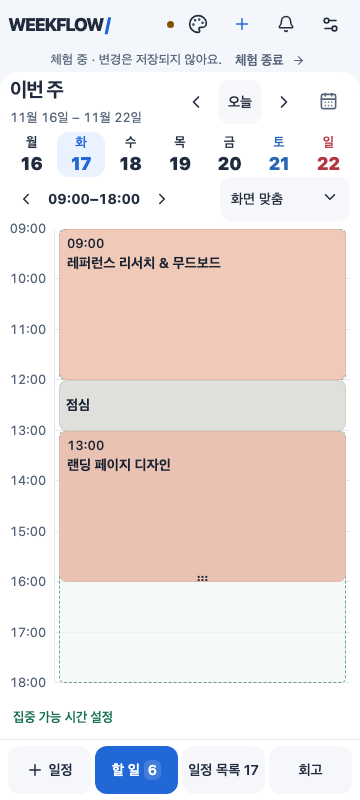 WEEKFLOW/
체험 중 · 변경은 저장되지 않아요. 체험 종료 →
이번 주
11월 16일 – 11월 22일
오늘
월 화 수 목 금 토 일
16 17 18 19 20 21 22
09:00–18:00
화면 맞춤
09:00
09:00
레퍼런스 리서치 & 무드보드
10:00
11:00
12:00
점심
13:00
13:00
랜딩 페이지 디자인
14:00
15:00
16:00
17:00
18:00
집중 가능 시간 설정
+ 일정
할 일 6
일정 목록 17
회고